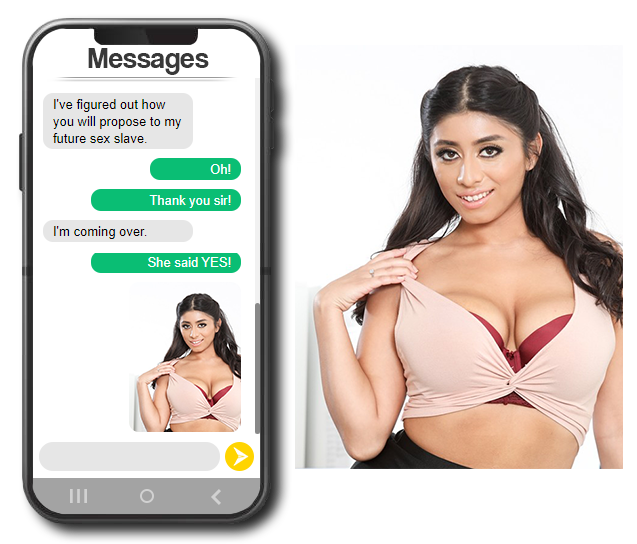 Messages
I've figured out how
you will propose to my
future sex slave.
Oh!
Thank you sir!
I'm coming over.
She said YES!